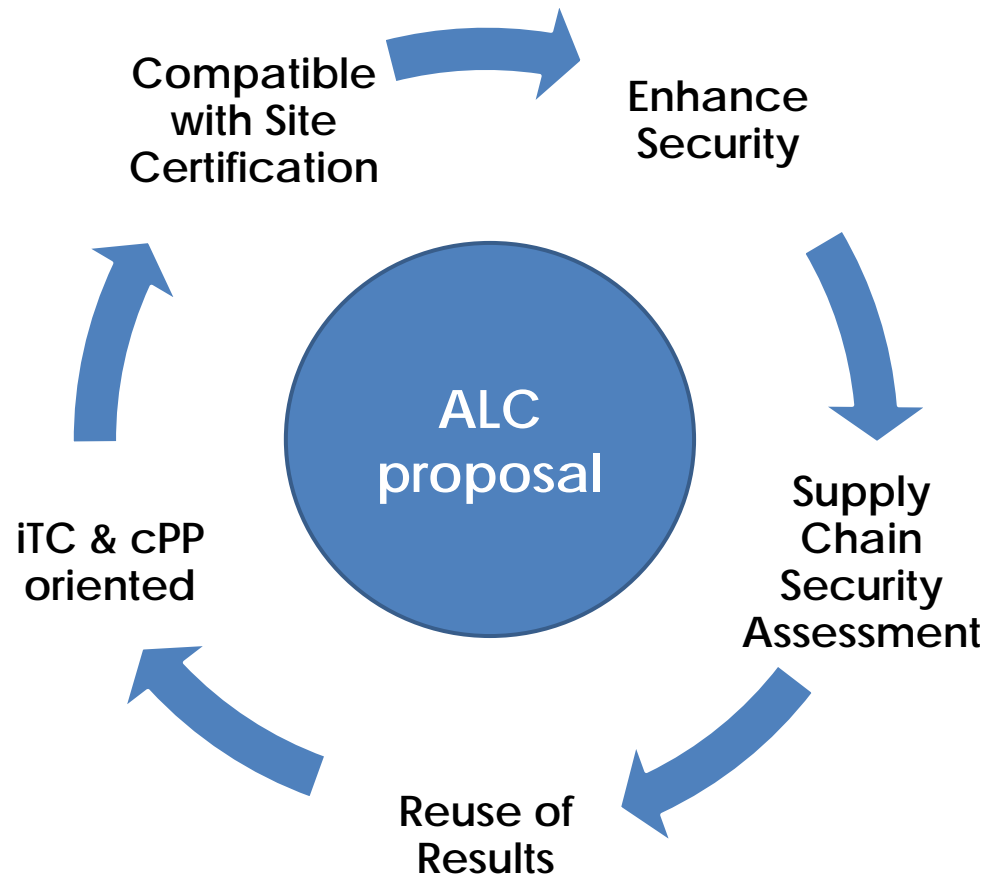 Compatible
with Site
Certification
Enhance
Security
ALC
proposal
Supply
Chain
Security
Assessment
iTC & cPP
oriented
Reuse of
Results